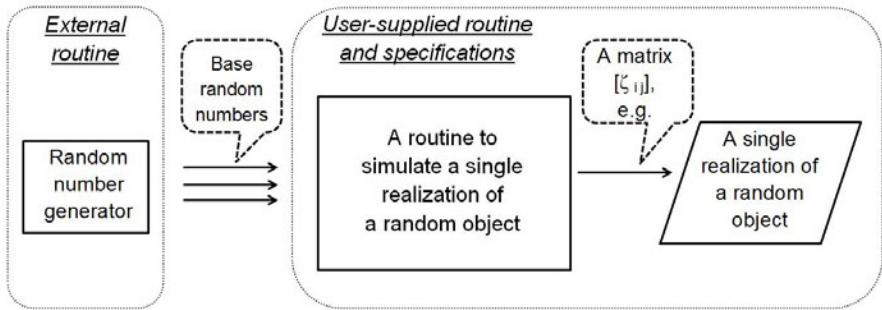 External
routine
Base
random
numbers
Random
number
generator
User-supplied routine
and specifications
A routine to
simulate a single
realization of
a random object
A matrix
[ζ ij],
e.g.
A single
realization of
a random
object